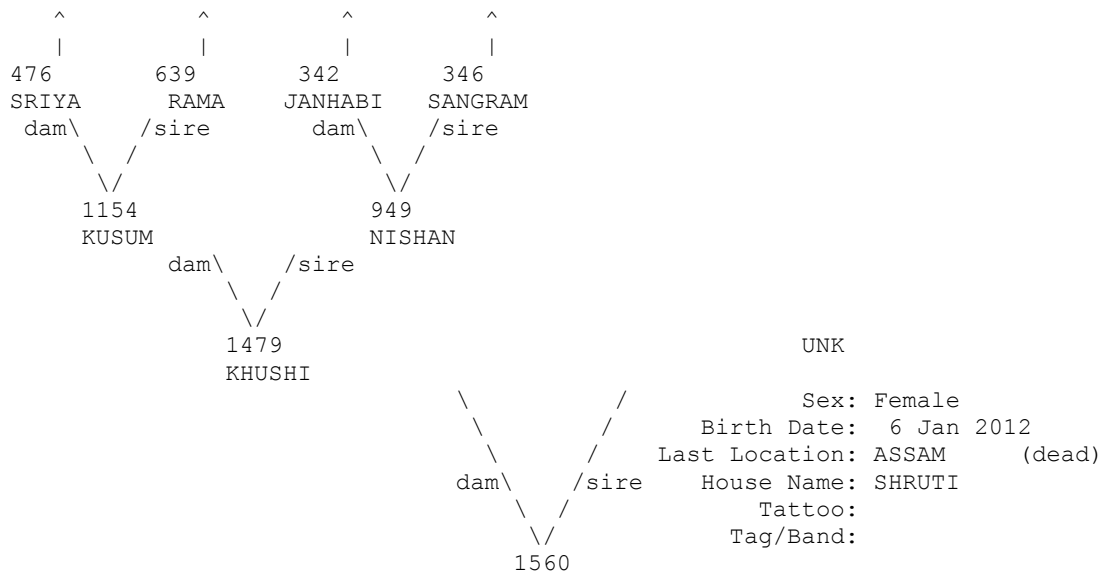 ^ ^ ^ ^
| | | |
476 639 342 346
SRIYA RAMA JANHABI SANGRAM
dam\ /sire dam\ /sire
\ / \ /
\/ \/
1154 949
KUSUM NISHAN
dam\ /sire
\ /
\/
1479 UNK
KHUSHI
\ / Sex: Female
\ / Birth Date: 6 Jan 2012
\ / Last Location: ASSAM (dead)
dam\ /sire House Name: SHRUTI
\ / Tattoo:
\/ Tag/Band:
1560